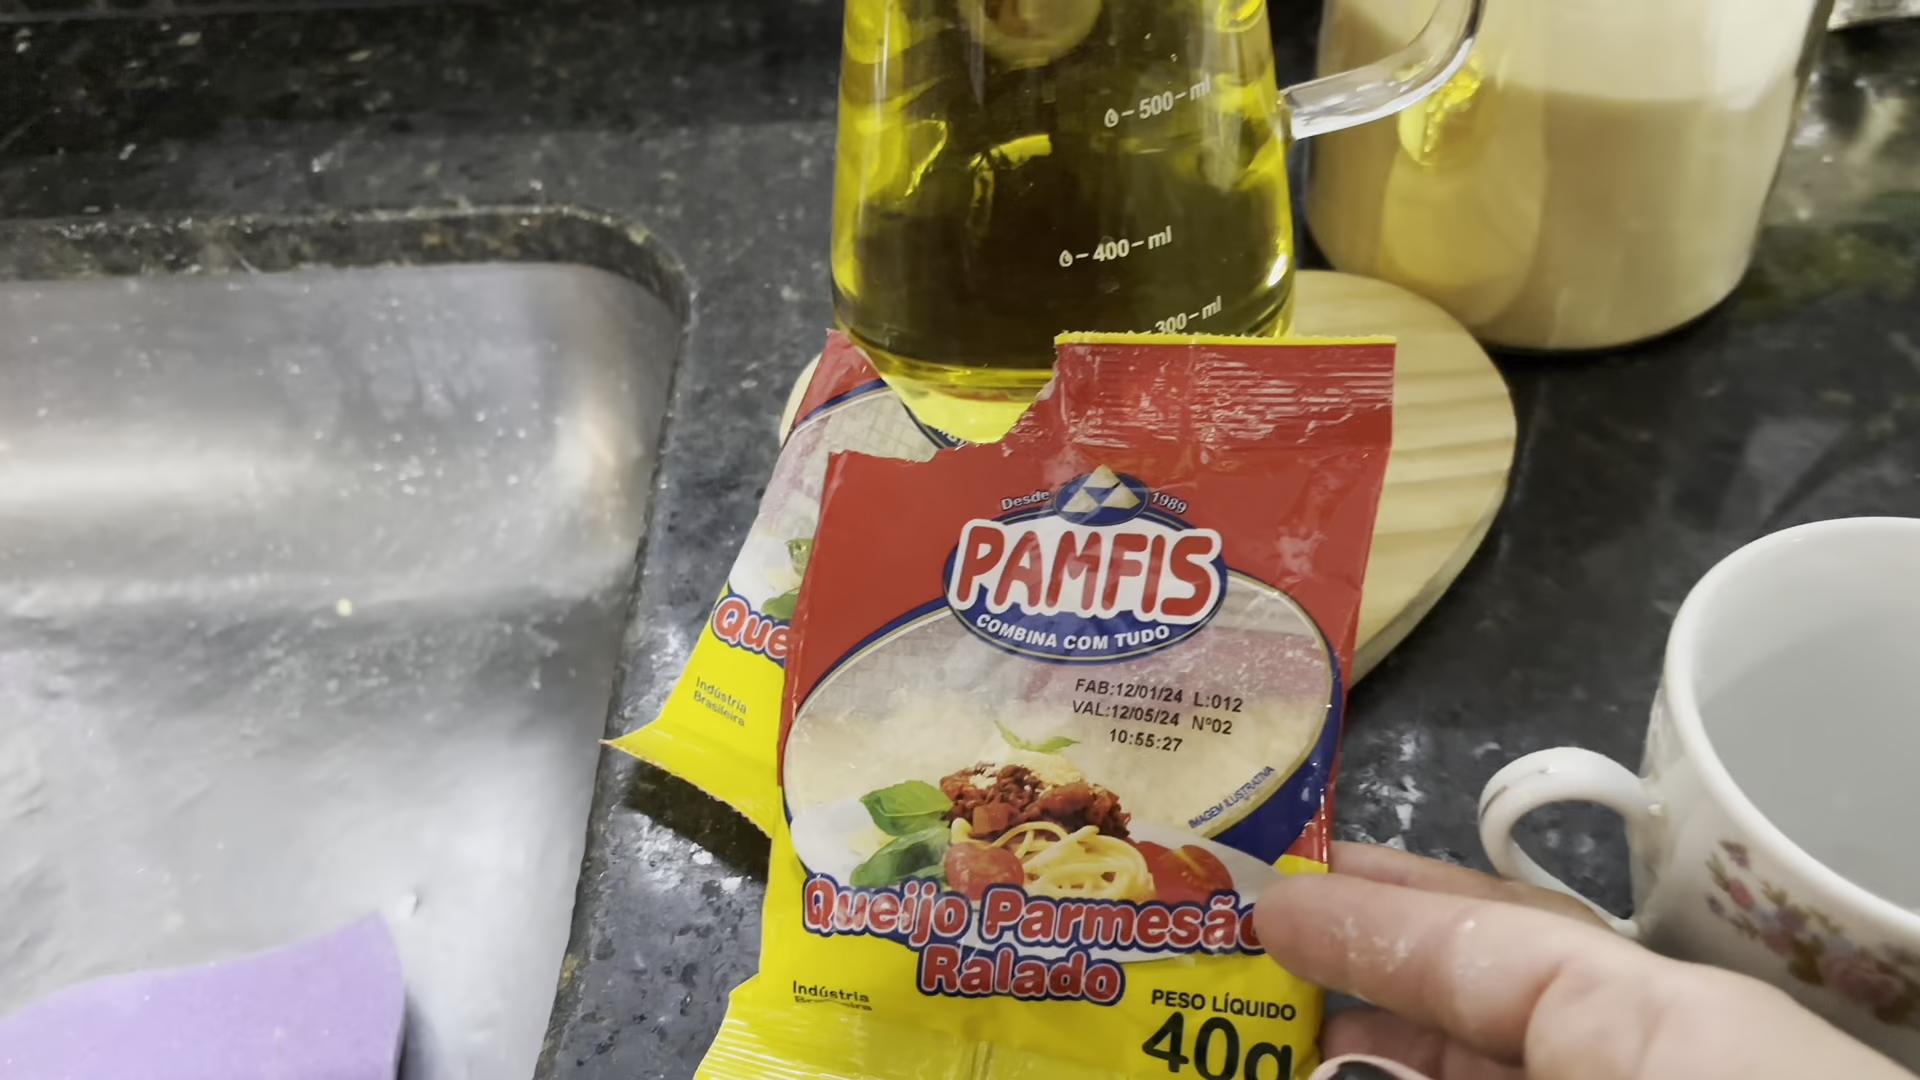 500 - ml
400 - ml
300 - ml
Desde 1989
PAMFIS
COMBINA COM TUDO
FAB:12/01/24 L:012
VAL:12/05/24 Nº02
10:55:27
IMAGEM ILUSTRATIVA
Queijo Parmesão
Ralado
Indústria
PESO LÍQUIDO
40g
Que
Indústria
Brasileira